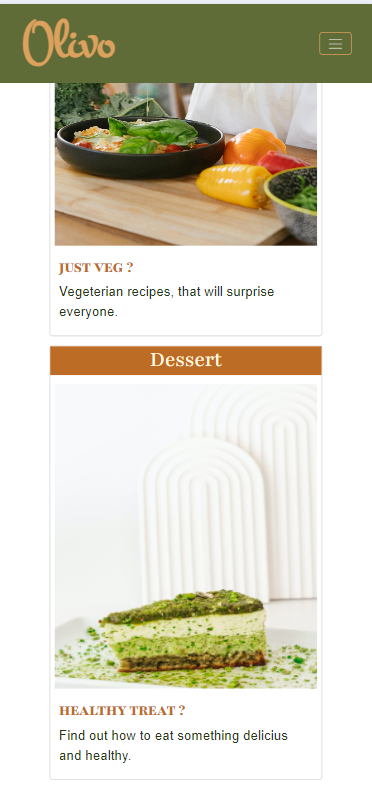 Olivo
JUST VEG ?
Vegeterian recipes, that will surprise
everyone.
Dessert
HEALTHY TREAT ?
Find out how to eat something delicius
and healthy.